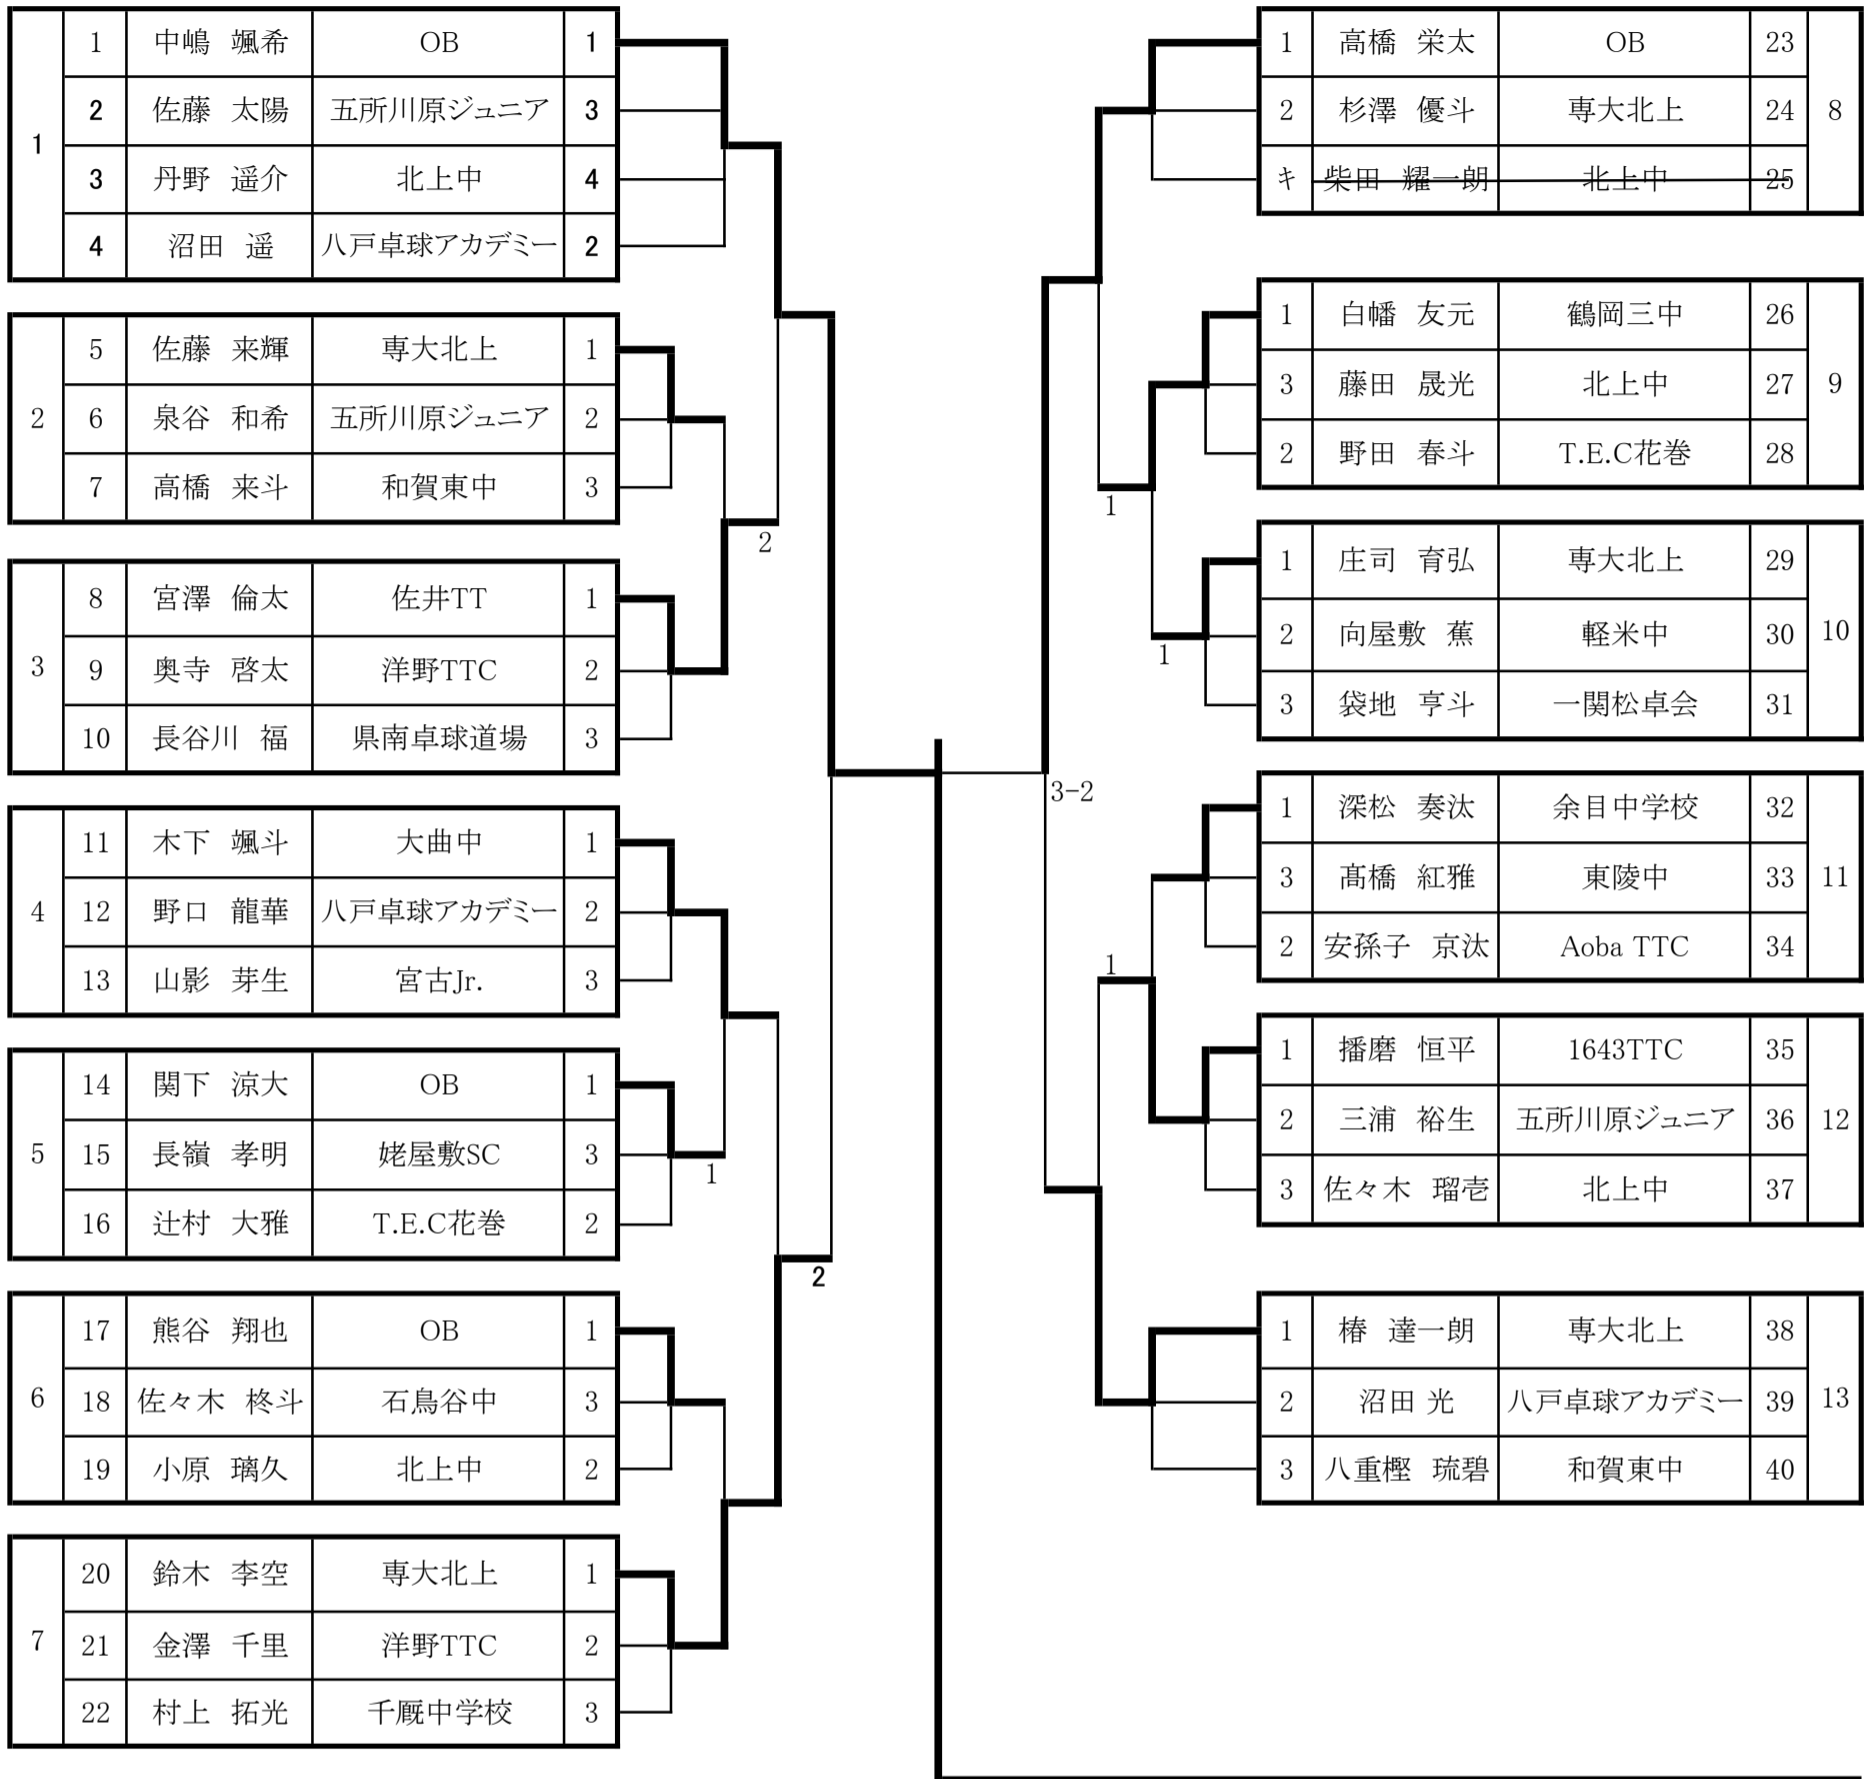 1
1 中嶋 颯希 OB 1
2 佐藤 太陽 五所川原ジュニア 3
3 丹野 遥介 北上中 4
4 沼田 遥 八戸卓球アカデミー 2
2
5 佐藤 来輝 専大北上 1
6 泉谷 和希 五所川原ジュニア 2
7 高橋 来斗 和賀東中 3
2
3
8 宮澤 倫太 佐井TT 1
9 奥寺 啓太 洋野TTC 2
10 長谷川 福 県南卓球道場 3
4
11 木下 颯斗 大曲中 1
12 野口 龍華 八戸卓球アカデミー 2
13 山影 芽生 宮古Jr. 3
5
14 関下 涼大 OB 1
15 長嶺 孝明 姥屋敷SC 3
16 辻村 大雅 T.E.C花巻 2
1
2
6
17 熊谷 翔也 OB 1
18 佐々木 柊斗 石鳥谷中 3
19 小原 璃久 北上中 2
7
20 鈴木 李空 専大北上 1
21 金澤 千里 洋野TTC 2
22 村上 拓光 千厩中学校 3
1 高橋 栄太 OB 23
2 杉澤 優斗 専大北上 24
キ 柴田 耀一朗 北上中 25
8
1 白幡 友元 鶴岡三中 26
3 藤田 晟光 北上中 27
2 野田 春斗 T.E.C花巻 28
9
1
1 庄司 育弘 専大北上 29
2 向屋敷 蕉 軽米中 30
3 袋地 亨斗 一関松卓会 31
10
1
3-2
1 深松 奏汰 余目中学校 32
3 髙橋 紅雅 東陵中 33
2 安孫子 京汰 Aoba TTC 34
11
1
1 播磨 恒平 1643TTC 35
2 三浦 裕生 五所川原ジュニア 36
3 佐々木 瑠壱 北上中 37
12
1 椿 達一朗 専大北上 38
2 沼田 光 八戸卓球アカデミー 39
3 八重樫 琉碧 和賀東中 40
13